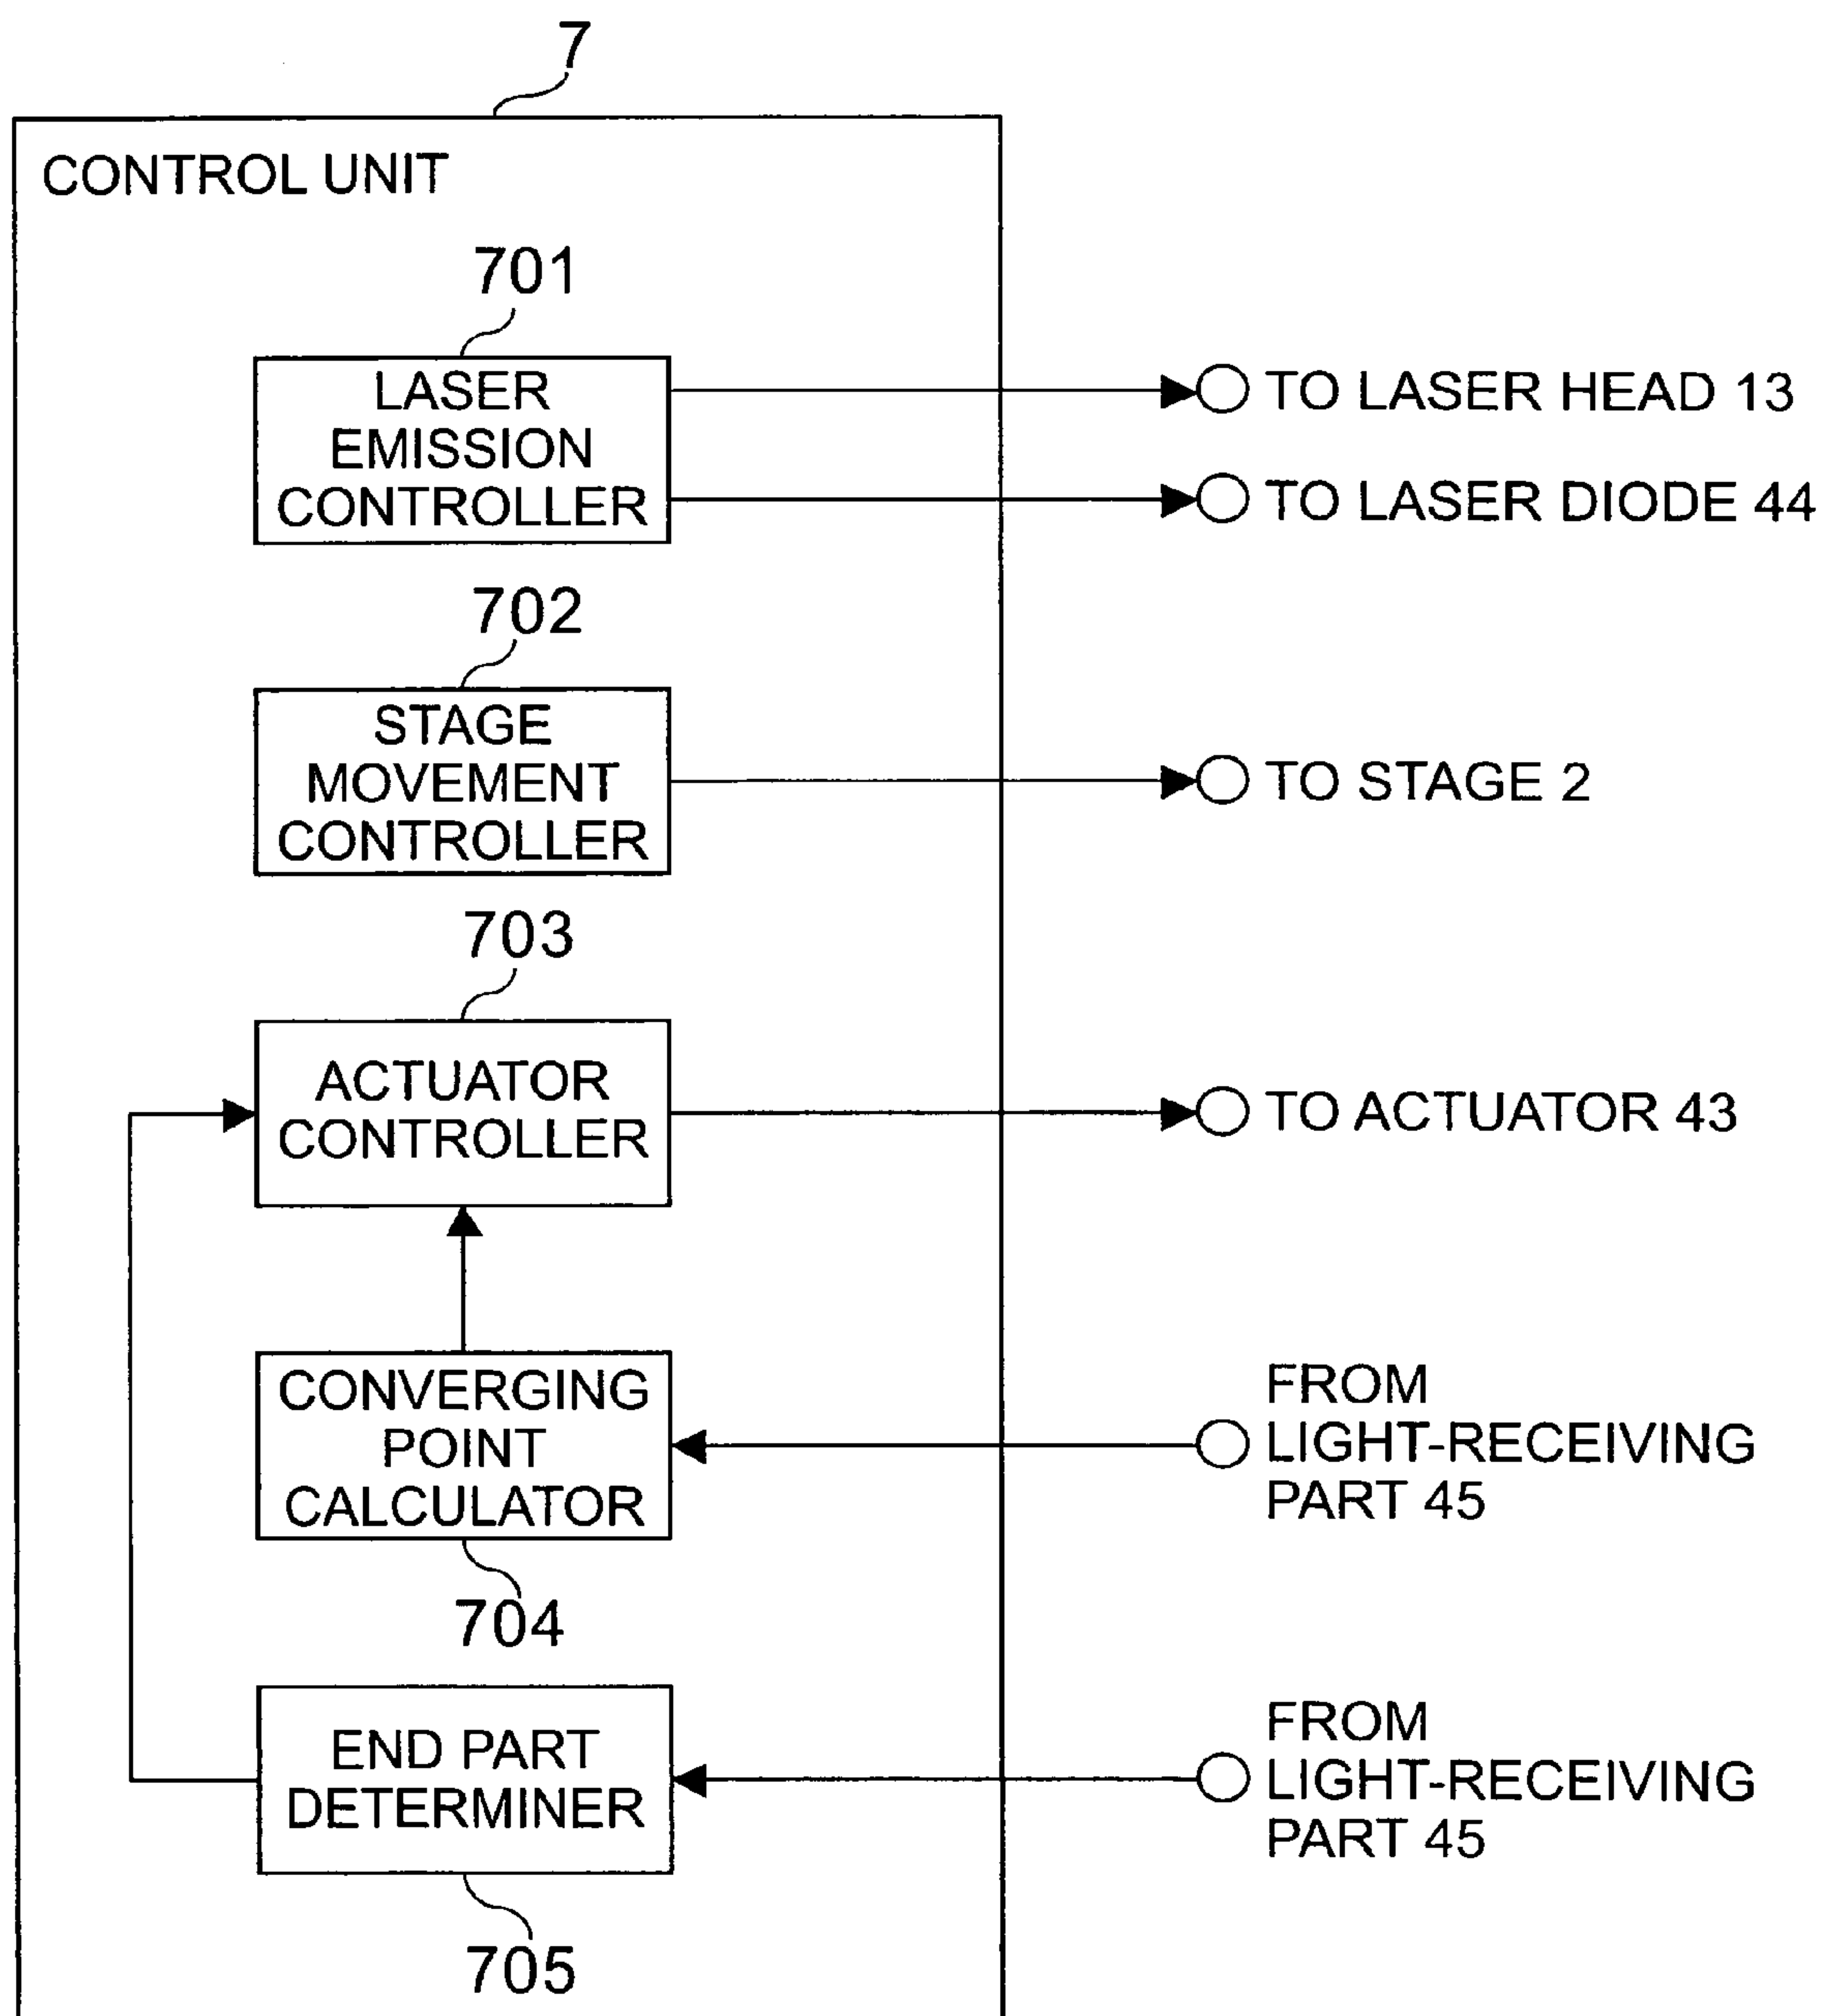 7
CONTROL UNIT
701
LASER
EMISSION
CONTROLLER
TO LASER HEAD 13
TO LASER DIODE 44
702
STAGE
MOVEMENT
CONTROLLER
TO STAGE 2
703
ACTUATOR
CONTROLLER
TO ACTUATOR 43
CONVERGING
POINT
CALCULATOR
704
FROM
LIGHT-RECEIVING
PART 45
END PART
DETERMINER
705
FROM
LIGHT-RECEIVING
PART 45